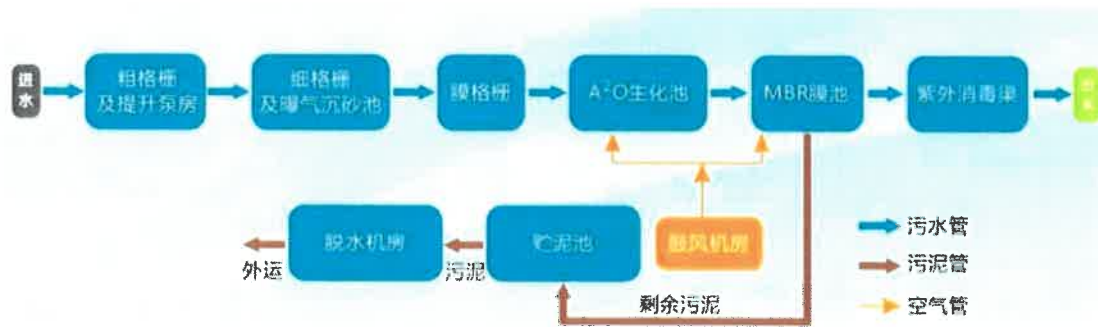 进水
粗格栅
及提升泵房
细格栅
及曝气沉砂池
膜格栅
A²O生化池
MBR膜池
紫外消毒渠
出水
脱水机房
贮泥池
鼓风机房
外运
污泥
剩余污泥
污水管
污泥管
空气管